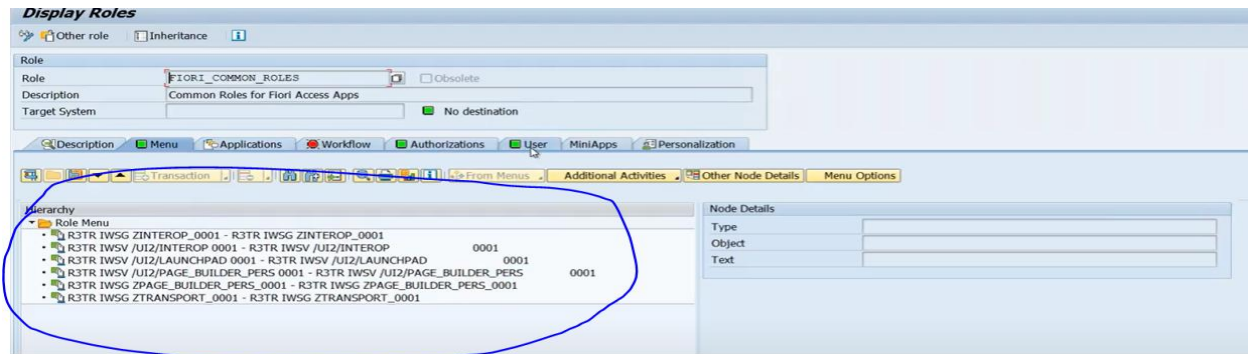 Display Roles
Other role Inheritance
Role
Role FIORI_COMMON_ROLES Obsolete
Description Common Roles for Fiori Access Apps
Target System No destination
Description Menu Applications Workflow Authorizations User MiniApps Personalization
Transaction From Menus Additional Activities Other Node Details Menu Options
Hierarchy Node Details
Role Menu Type
R3TR IWSG ZINTEROP_0001 - R3TR IWSG ZINTEROP_0001
R3TR IWSV /UI2/INTEROP 0001 - R3TR IWSV /UI2/INTEROP 0001 Object
R3TR IWSV /UI2/LAUNCHPAD 0001 - R3TR IWSV /UI2/LAUNCHPAD 0001 Text
R3TR IWSV /UI2/PAGE_BUILDER_PERS 0001 - R3TR IWSV /UI2/PAGE_BUILDER_PERS 0001
R3TR IWSG ZPAGE_BUILDER_PERS_0001 - R3TR IWSG ZPAGE_BUILDER_PERS_0001
R3TR IWSG ZTRANSPORT_0001 - R3TR IWSG ZTRANSPORT_0001